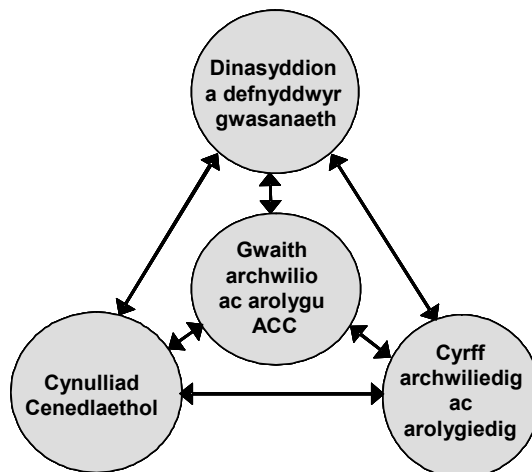 Dinasyddion
a defnyddwyr
gwasanaeth
Gwaith
archwilio
ac arolygu
ACC
Cynulliad
Cenedlaethol
Cyrff
archwiliedig
ac
arolygiedig